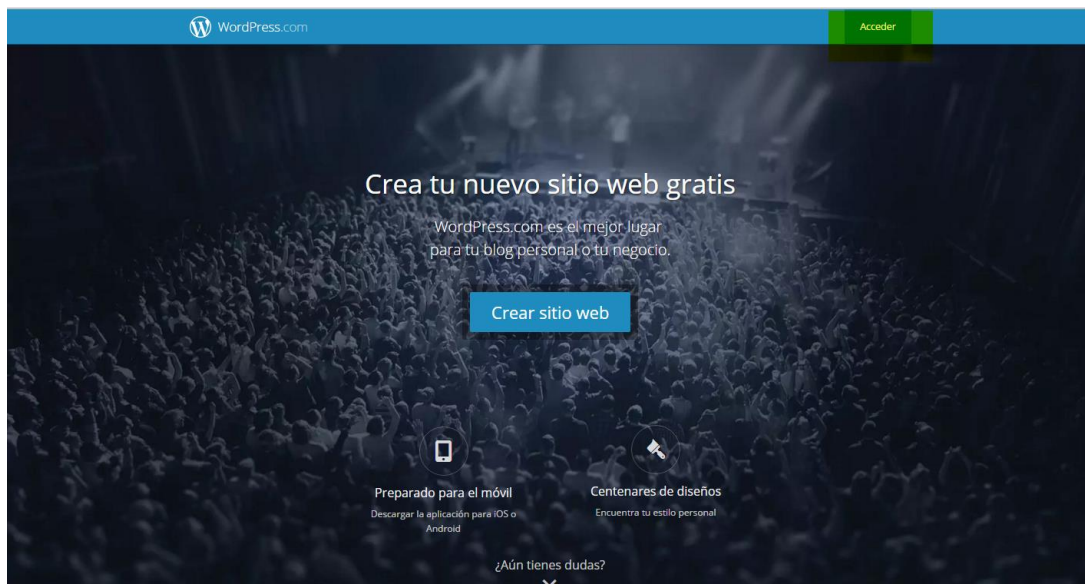 WordPress.com
Acceder
Crea tu nuevo sitio web gratis
WordPress.com es el mejor lugar
para tu blog personal o tu negocio.
Crear sitio web
Preparado para el móvil
Descargar la aplicación para iOS o
Android
Centenares de diseños
Encuentra tu estilo personal
¿Aún tienes dudas?